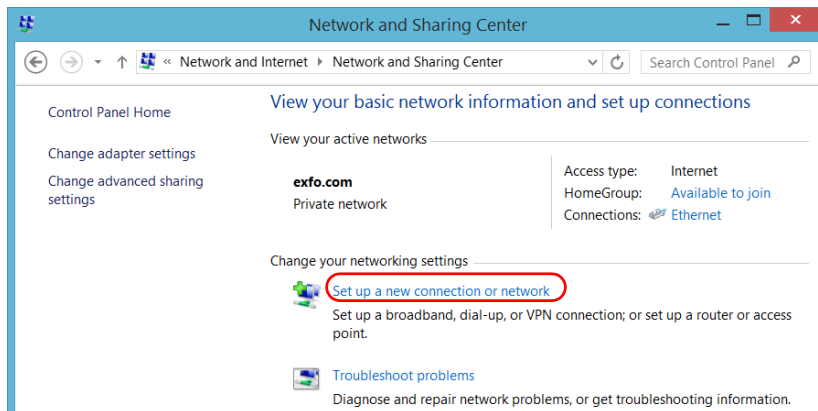 Network and Sharing Center
« Network and Internet Network and Sharing Center
Search Control Panel
Control Panel Home
Change adapter settings
Change advanced sharing
settings
View your basic network information and set up connections
View your active networks
exfo.com
Private network
Access type: Internet
HomeGroup: Available to join
Connections: Ethernet
Change your networking settings
Set up a new connection or network
Set up a broadband, dial-up, or VPN connection; or set up a router or access
point.
Troubleshoot problems
Diagnose and repair network problems, or get troubleshooting information.